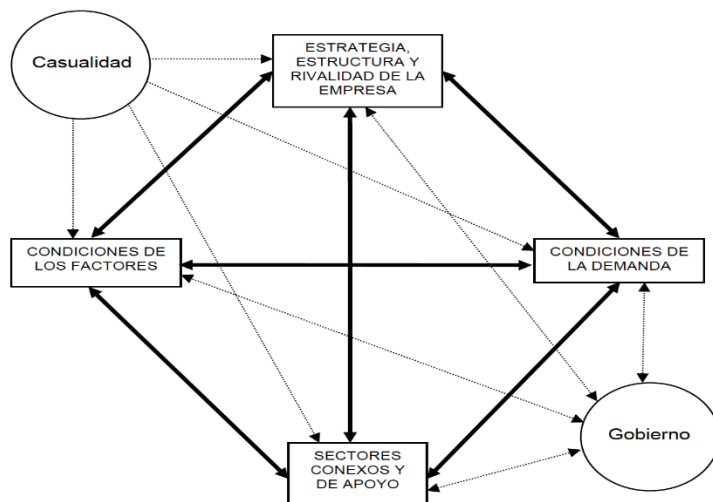 Casualidad
ESTRATEGIA,
ESTRUCTURA Y
RIVALIDAD DE LA
EMPRESA
CONDICIONES DE
LOS FACTORES
CONDICIONES DE
LA DEMANDA
Gobierno
SECTORES
CONEXOS Y
DE APOYO